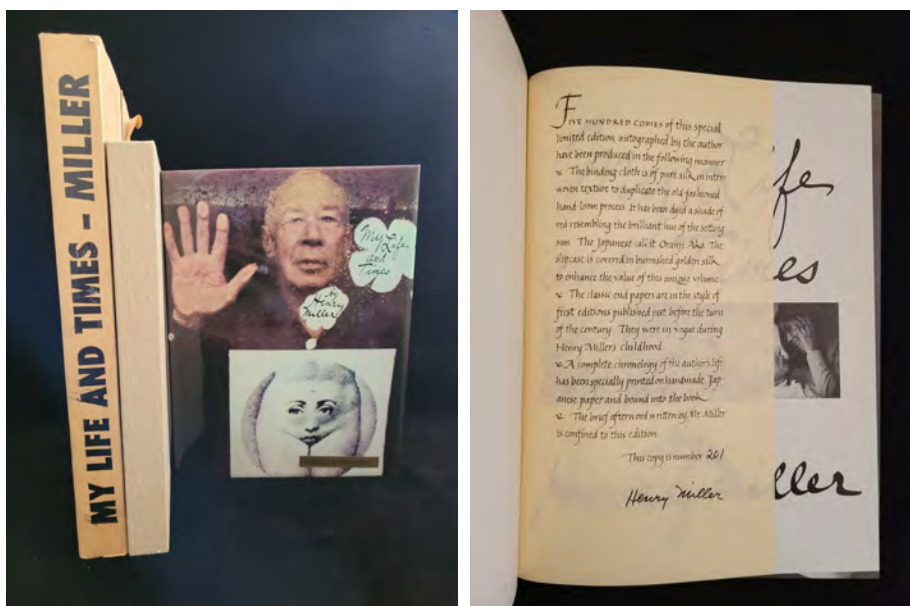 MY LIFE AND TIMES - MILLER
My
Life
and
Times
by
Henry
Miller
FIVE HUNDRED COPIES of this special
limited edition autographed by the author
have been produced in the following manner
The binding cloth is of pure silk in inter-
woven texture to duplicate the old-fashioned
hand-loom process. It has been dyed a shade of
red resembling the brilliant hue of the setting
sun. The Japanese call it Oranji Aka. The
slipcase is covered in burnished golden silk
to enhance the value of this unique volume.
The classic end papers are in the style of
first editions published just before the turn
of the century. They were in vogue during
Henry Miller's childhood.
A complete chronology of the author's life
has been specially printed on handmade Jap-
anese paper and bound into the book.
The brief afterword written by Mr. Miller
is confined to this edition.
This copy is number 201
Henry Miller
ife
es
ller